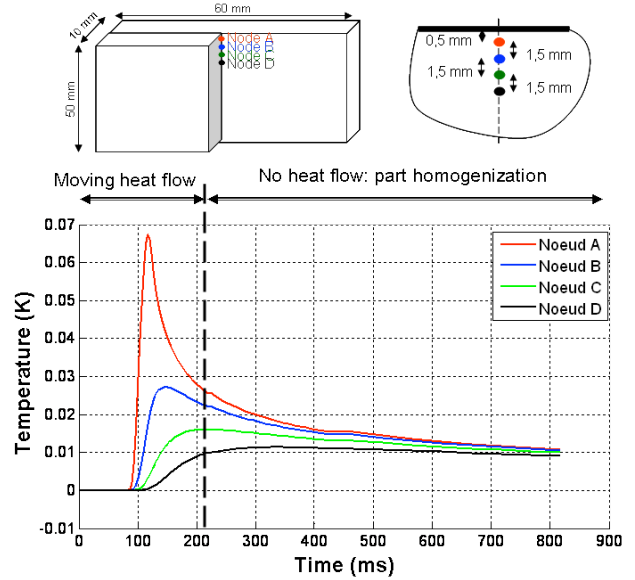 60 mm
10 mm
50 mm
Node A
Node B
Node C
Node D
0,5 mm
1,5 mm
1,5 mm
1,5 mm
Moving heat flow
No heat flow: part homogenization
Temperature (K)
0.07
0.06
0.05
0.04
0.03
0.02
0.01
0
-0.01
Noeud A
Noeud B
Noeud C
Noeud D
0 100 200 300 400 500 600 700 800 900
Time (ms)